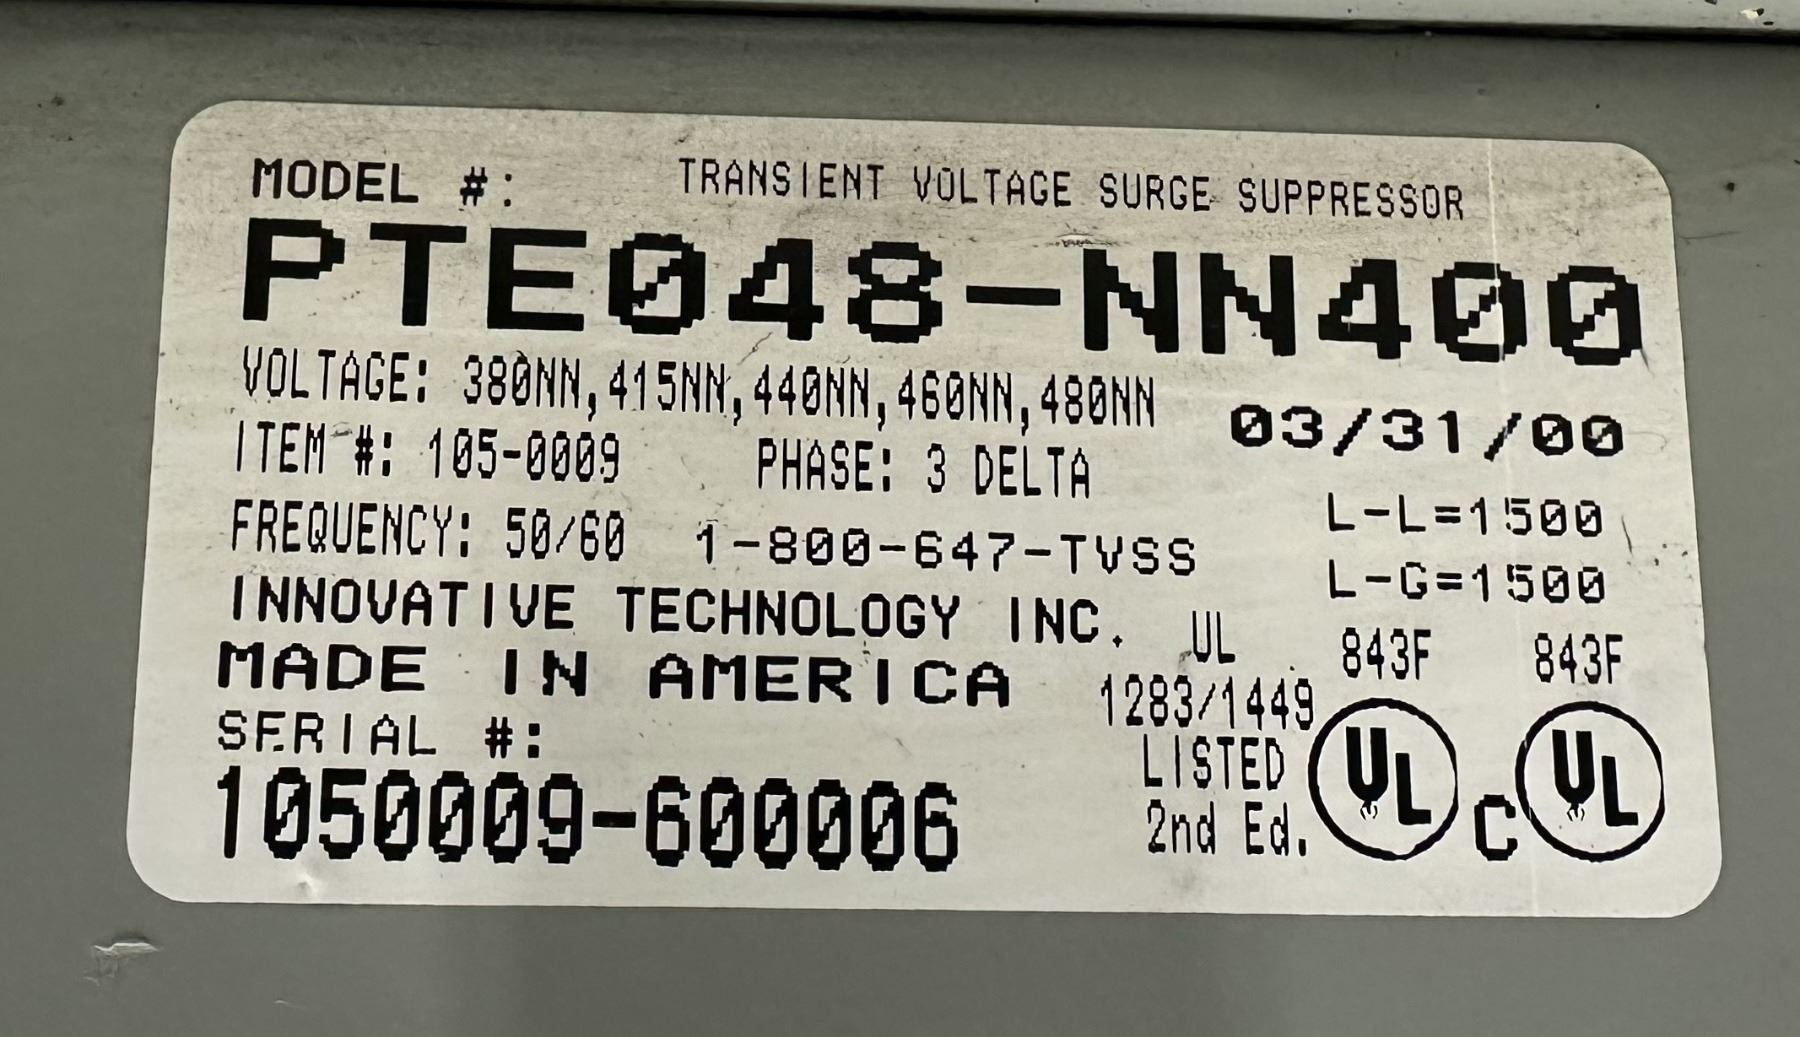 MODEL #: TRANSIENT VOLTAGE SURGE SUPPRESSOR
PTE048-NN400
VOLTAGE: 380NN,415NN,440NN,460NN,480NN 03/31/00
ITEM #: 105-0009 PHASE: 3 DELTA
L-L=1500
FREQUENCY: 50/60 1-800-647-TVSS
L-G=1500
INNOVATIVE TECHNOLOGY INC. UL 843F 843F
MADE IN AMERICA 1283/1449
SERIAL #: LISTED UL C UL
1050009-600006 2nd Ed.